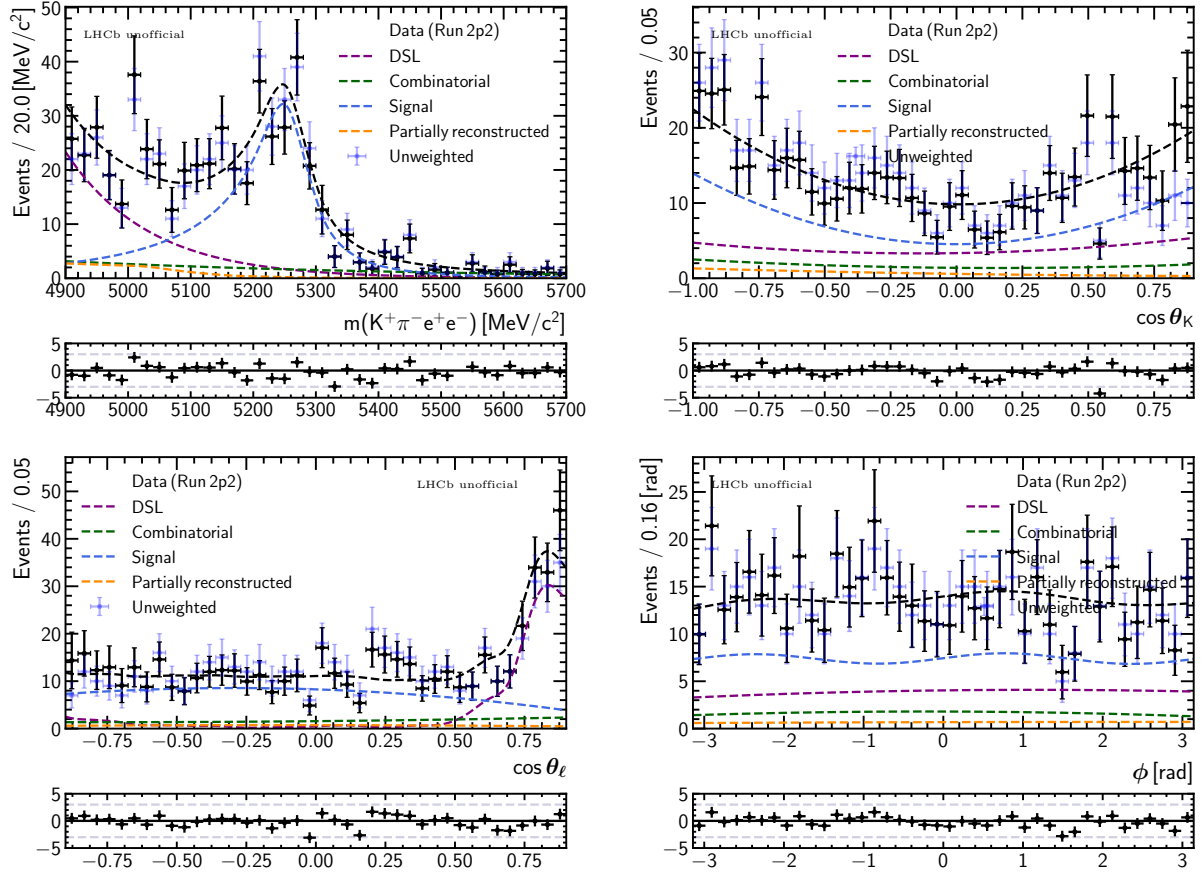 Events / 20.0 [MeV/c²]
50
40
30
20
10
0
LHCb unofficial
Data (Run 2p2)
DSL
Combinatorial
Signal
Partially reconstructed
Unweighted
4900 5000 5100 5200 5300 5400 5500 5600 5700
m(K⁺π⁻e⁺e⁻) [MeV/c²]
5
0
−5
4900 5000 5100 5200 5300 5400 5500 5600 5700
Events / 0.05
30
20
10
0
LHCb unofficial
Data (Run 2p2)
DSL
Combinatorial
Signal
Partially reconstructed
Unweighted
−1.00 −0.75 −0.50 −0.25 0.00 0.25 0.50 0.75
cos θ_K
5
0
−5
−1.00 −0.75 −0.50 −0.25 0.00 0.25 0.50 0.75
Events / 0.05
50
40
30
20
10
0
Data (Run 2p2)
LHCb unofficial
DSL
Combinatorial
Signal
Partially reconstructed
Unweighted
−0.75 −0.50 −0.25 0.00 0.25 0.50 0.75
cos θ_ℓ
5
0
−5
−0.75 −0.50 −0.25 0.00 0.25 0.50 0.75
Events / 0.16 [rad]
25
20
15
10
5
0
LHCb unofficial
Data (Run 2p2)
DSL
Combinatorial
Signal
Partially reconstructed
Unweighted
−3 −2 −1 0 1 2 3
ϕ [rad]
5
0
−5
−3 −2 −1 0 1 2 3